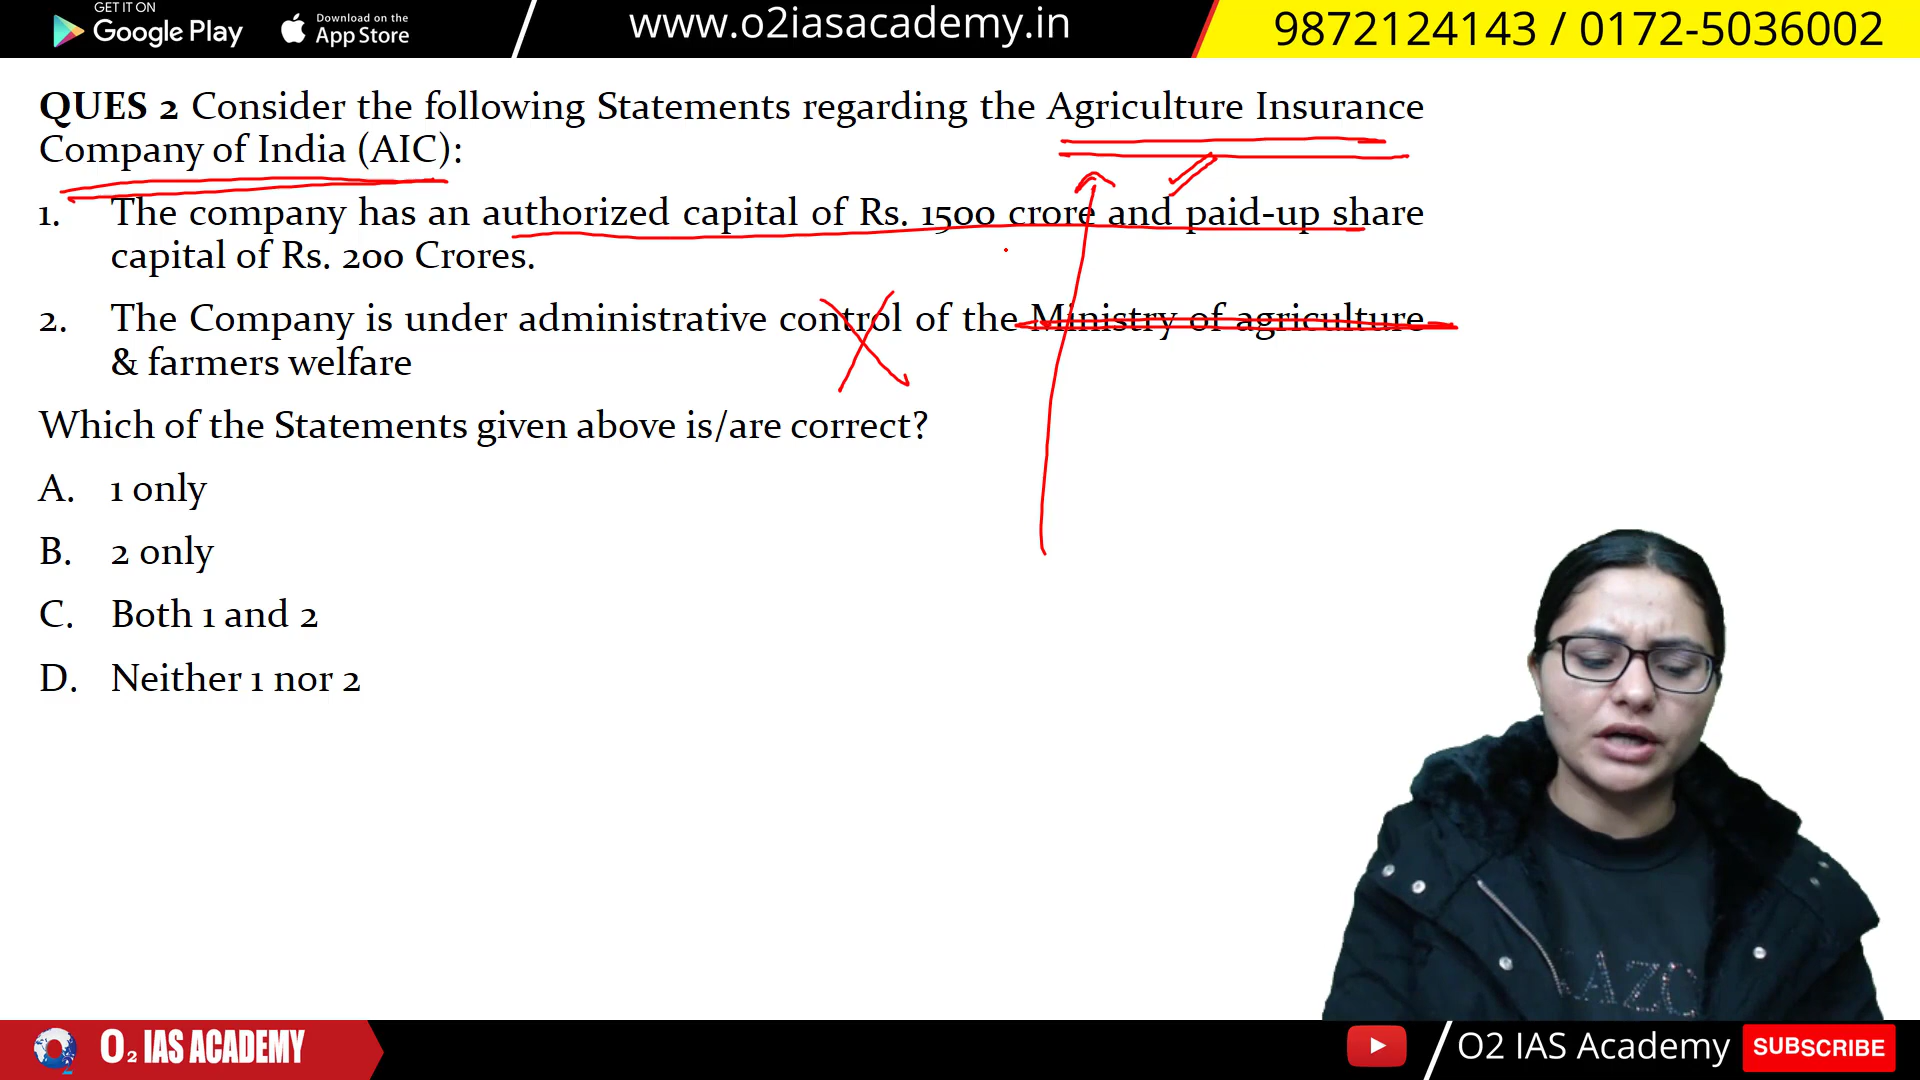 GET IT ON
Google Play
Download on the
App Store
www.o2iasacademy.in
9872124143 / 0172-5036002
QUES 2 Consider the following Statements regarding the Agriculture Insurance
Company of India (AIC):
1. The company has an authorized capital of Rs. 1500 crore and paid-up share
capital of Rs. 200 Crores.
2. The Company is under administrative control of the Ministry of agriculture
& farmers welfare
Which of the Statements given above is/are correct?
A. 1 only
B. 2 only
C. Both 1 and 2
D. Neither 1 nor 2
O2 IAS ACADEMY
O2 IAS Academy
SUBSCRIBE